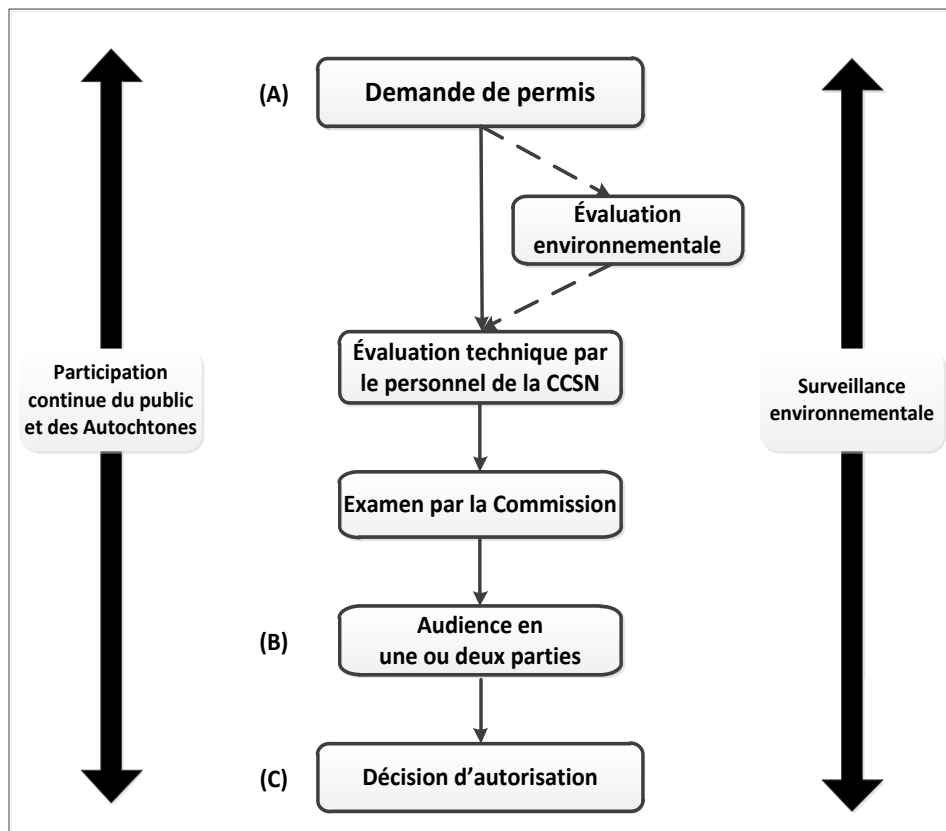 (A)
Demande de permis
Évaluation
environnementale
Évaluation technique par
le personnel de la CCSN
Participation
continue du public
et des Autochtones
Surveillance
environnementale
Examen par la Commission
(B)
Audience en
une ou deux parties
(C)
Décision d’autorisation